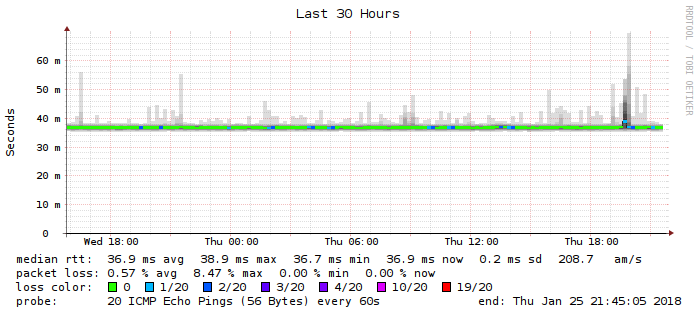 Last 30 Hours
RRDTOOL / TOBI OETIKER
Seconds
60 m
50 m
40 m
30 m
20 m
10 m
0
Wed 18:00 Thu 00:00 Thu 06:00 Thu 12:00 Thu 18:00
median rtt: 36.9 ms avg 38.9 ms max 36.7 ms min 36.9 ms now 0.2 ms sd 208.7 am/s
packet loss: 0.57 % avg 8.47 % max 0.00 % min 0.00 % now
loss color: 0 1/20 2/20 3/20 4/20 10/20 19/20
probe: 20 ICMP Echo Pings (56 Bytes) every 60s end: Thu Jan 25 21:45:05 2018